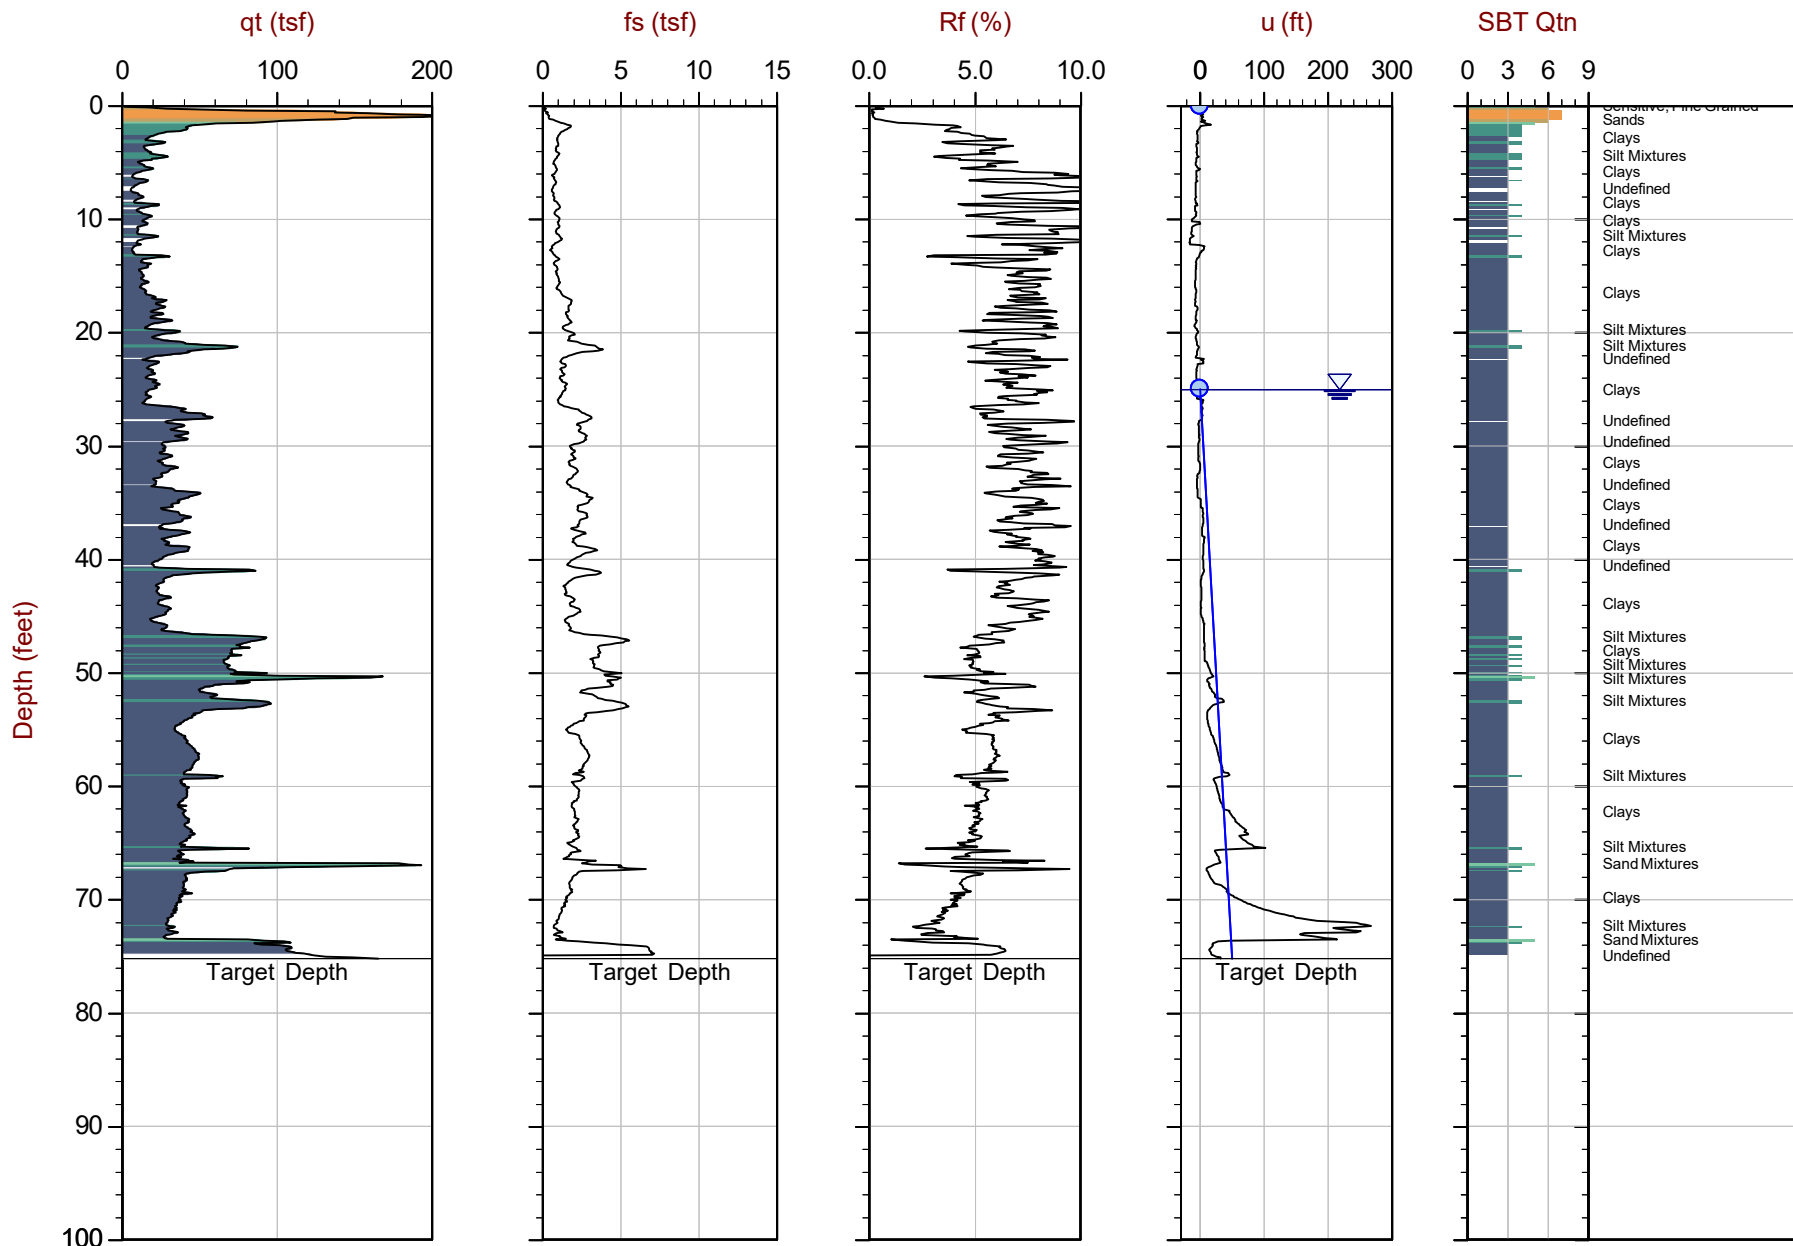 qt (tsf) fs (tsf) Rf (%) u (ft) SBT Qtn
0 100 200 0 5 10 15 0.0 5.0 10.0 0 100 200 300 0 3 6 9
0
Sands
Clays
Silt Mixtures
Clays
Undefined
Clays
10
Clays
Silt Mixtures
Clays
Clays
20
Silt Mixtures
Silt Mixtures
Undefined
Clays
Undefined
30
Undefined
Clays
Undefined
Clays
Undefined
Clays
40
Undefined
Clays
Silt Mixtures
Clays
50
Silt Mixtures
Silt Mixtures
Silt Mixtures
Depth (feet)
Clays
60
Silt Mixtures
Clays
Silt Mixtures
Sand Mixtures
70
Clays
Silt Mixtures
Sand Mixtures
Undefined
Target Depth Target Depth Target Depth Target Depth
80
90
100